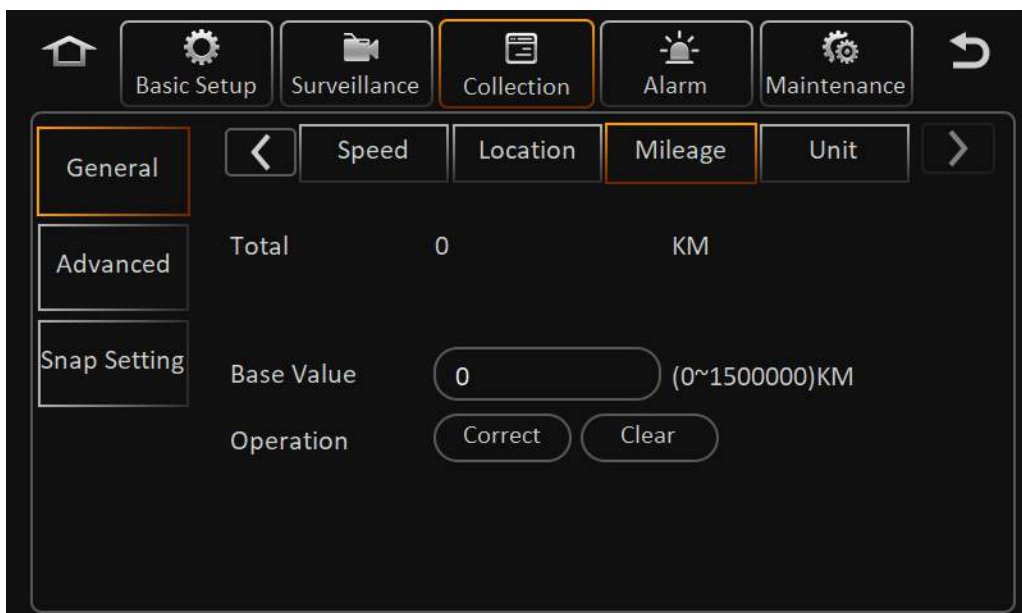 Basic Setup Surveillance Collection Alarm Maintenance
General Speed Location Mileage Unit
Total 0 KM
Advanced
Snap Setting
Base Value 0 (0~1500000)KM
Operation Correct Clear